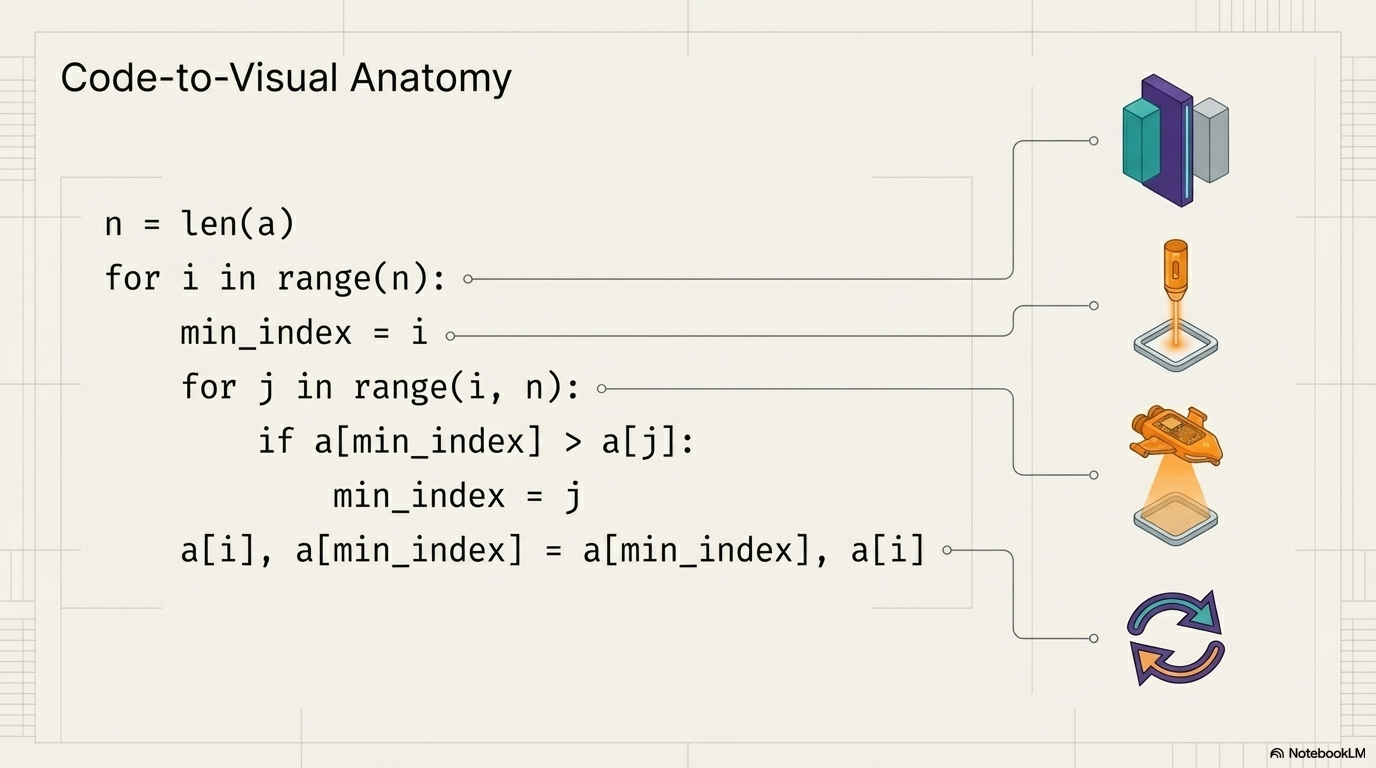 Code-to-Visual Anatomy
n = len(a)
for i in range(n):
    min_index = i
    for j in range(i, n):
        if a[min_index] > a[j]:
            min_index = j
    a[i], a[min_index] = a[min_index], a[i]
NotebookLM